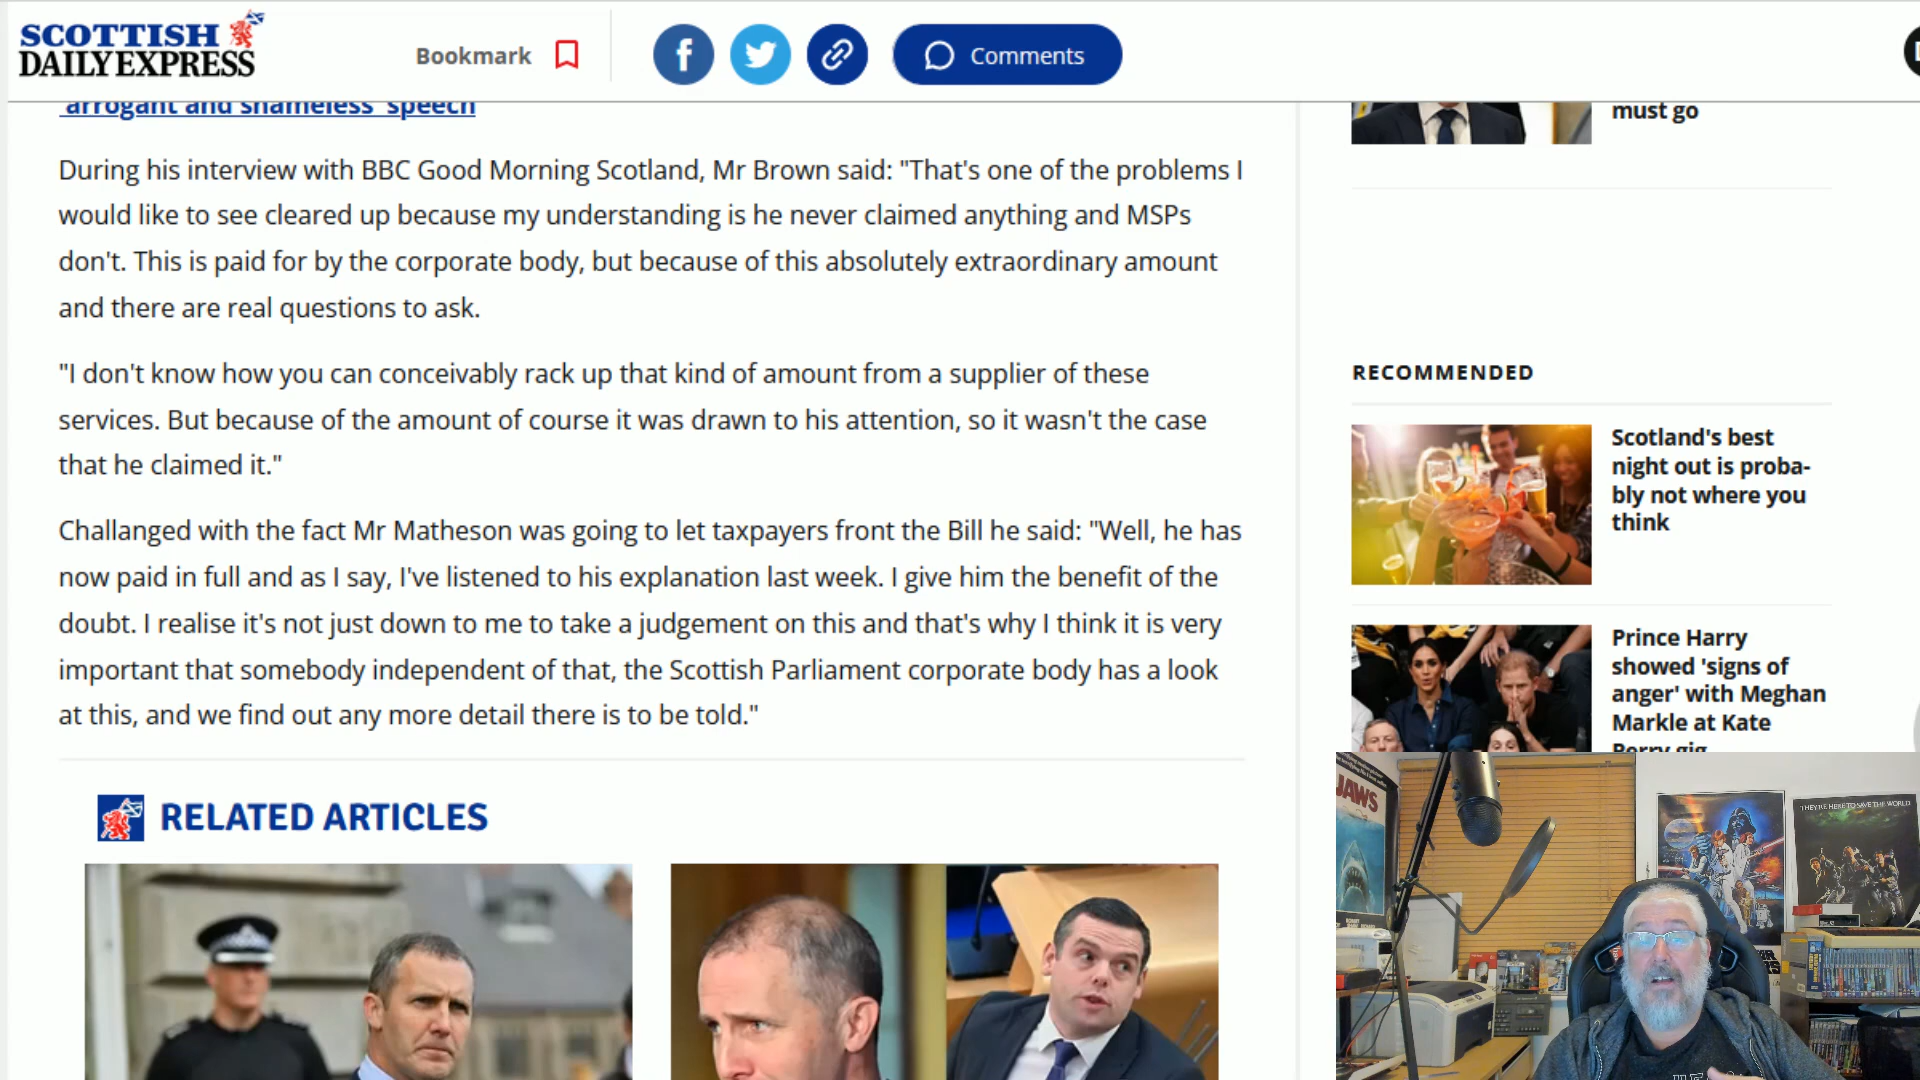 SCOTTISH
DAILY EXPRESS
Bookmark
Comments
'arrogant and shameless' speech
During his interview with BBC Good Morning Scotland, Mr Brown said: "That's one of the problems I
would like to see cleared up because my understanding is he never claimed anything and MSPs
don't. This is paid for by the corporate body, but because of this absolutely extraordinary amount
and there are real questions to ask.
"I don't know how you can conceivably rack up that kind of amount from a supplier of these
services. But because of the amount of course it was drawn to his attention, so it wasn't the case
that he claimed it."
Challanged with the fact Mr Matheson was going to let taxpayers front the Bill he said: "Well, he has
now paid in full and as I say, I've listened to his explanation last week. I give him the benefit of the
doubt. I realise it's not just down to me to take a judgement on this and that's why I think it is very
important that somebody independent of that, the Scottish Parliament corporate body has a look
at this, and we find out any more detail there is to be told."
RELATED ARTICLES
must go
RECOMMENDED
Scotland's best
night out is proba-
bly not where you
think
Prince Harry
showed 'signs of
anger' with Meghan
Markle at Kate
Perry gig
JAWS
THEY'RE HERE TO SAVE THE WORLD